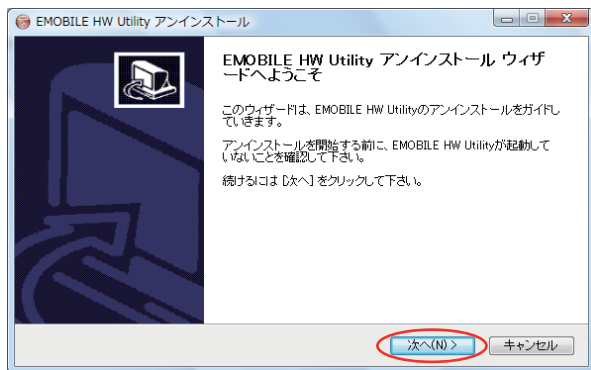 EMOBILE HW Utility アンインストール
EMOBILE HW Utility アンインストール ウィザ
ードへようこそ
このウィザードは、EMOBILE HW Utilityのアンインストールをガイドし
ていきます。
アンインストールを開始する前に、EMOBILE HW Utilityが起動して
いないことを確認して下さい。
続けるには [次へ] をクリックして下さい。
次へ(N) >
キャンセル